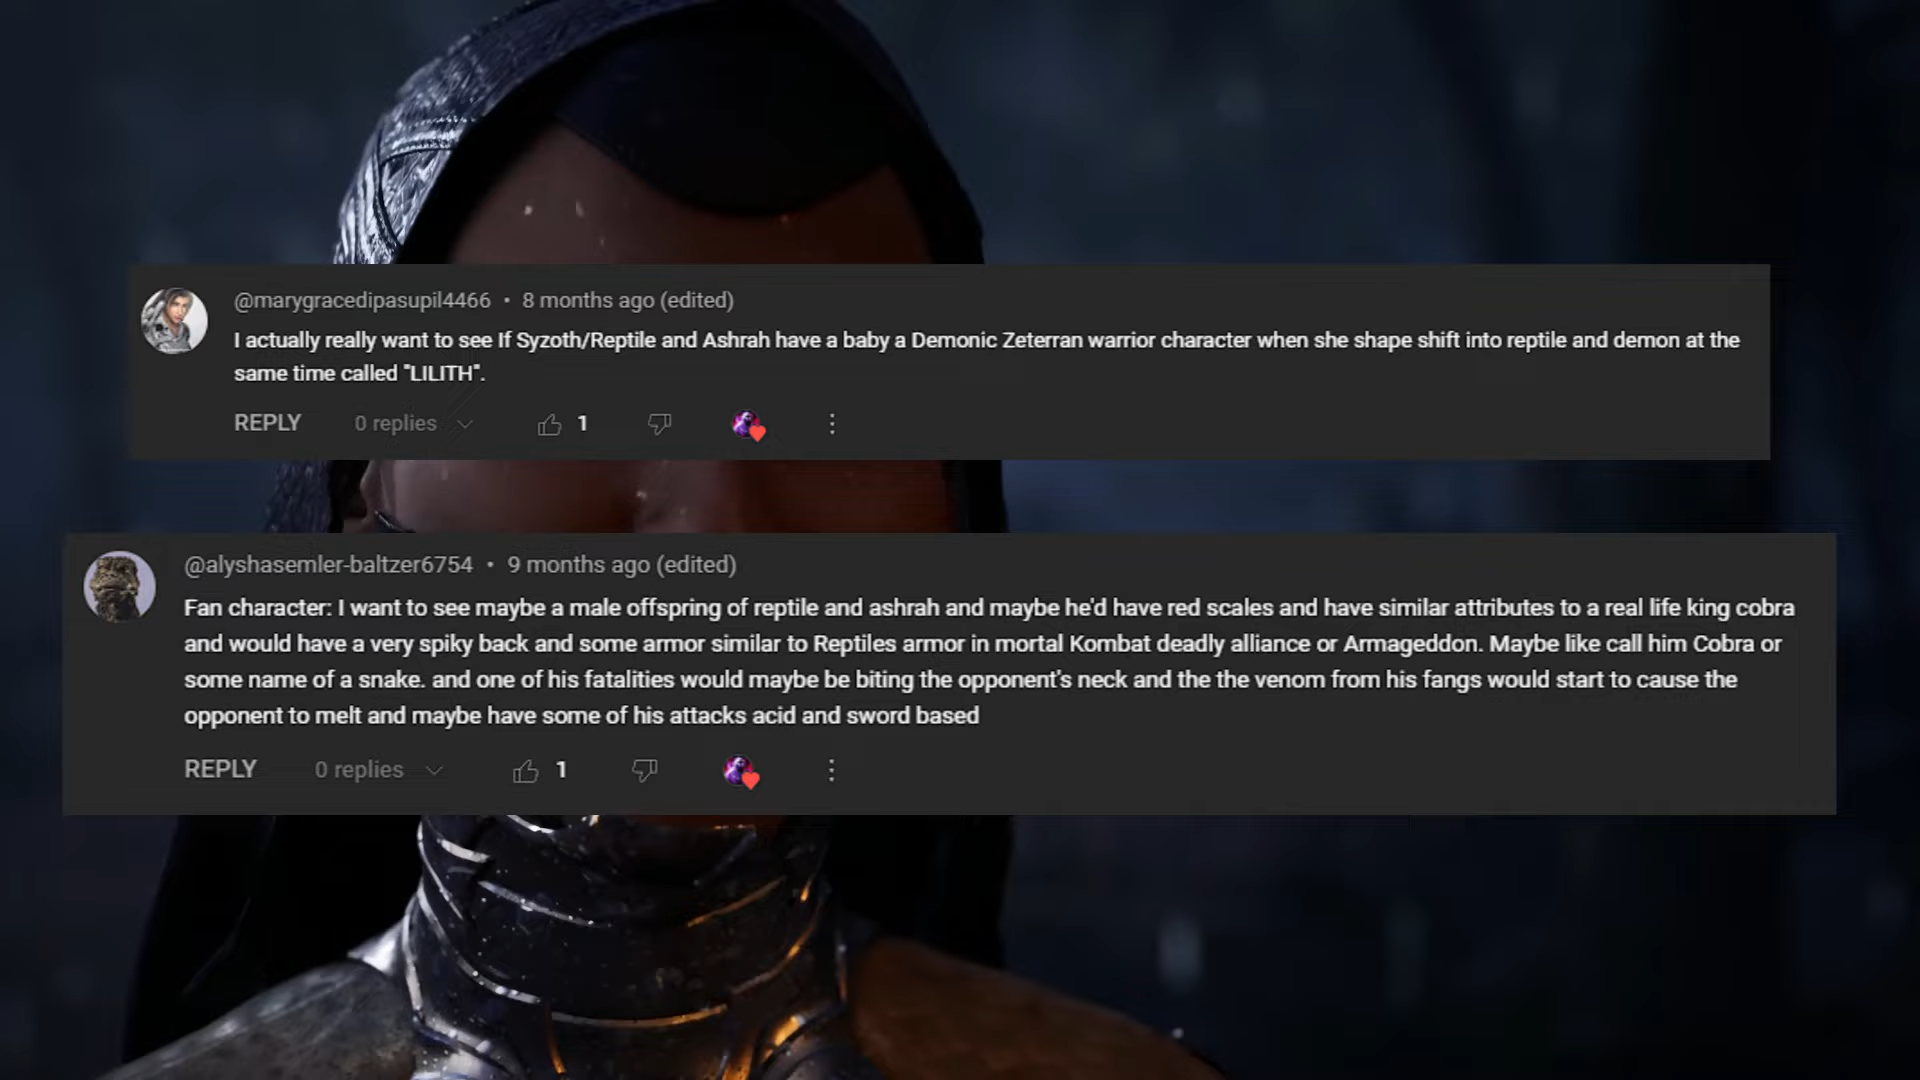 @marygracedipasupil4466 • 8 months ago (edited)
I actually really want to see If Syzoth/Reptile and Ashrah have a baby a Demonic Zeterran warrior character when she shape shift into reptile and demon at the
same time called "LILITH".
REPLY 0 replies 1
@alyshasemler-baltzer6754 • 9 months ago (edited)
Fan character: I want to see maybe a male offspring of reptile and ashrah and maybe he'd have red scales and have similar attributes to a real life king cobra
and would have a very spiky back and some armor similar to Reptiles armor in mortal Kombat deadly alliance or Armageddon. Maybe like call him Cobra or
some name of a snake. and one of his fatalities would maybe be biting the opponent's neck and the the venom from his fangs would start to cause the
opponent to melt and maybe have some of his attacks acid and sword based
REPLY 0 replies 1